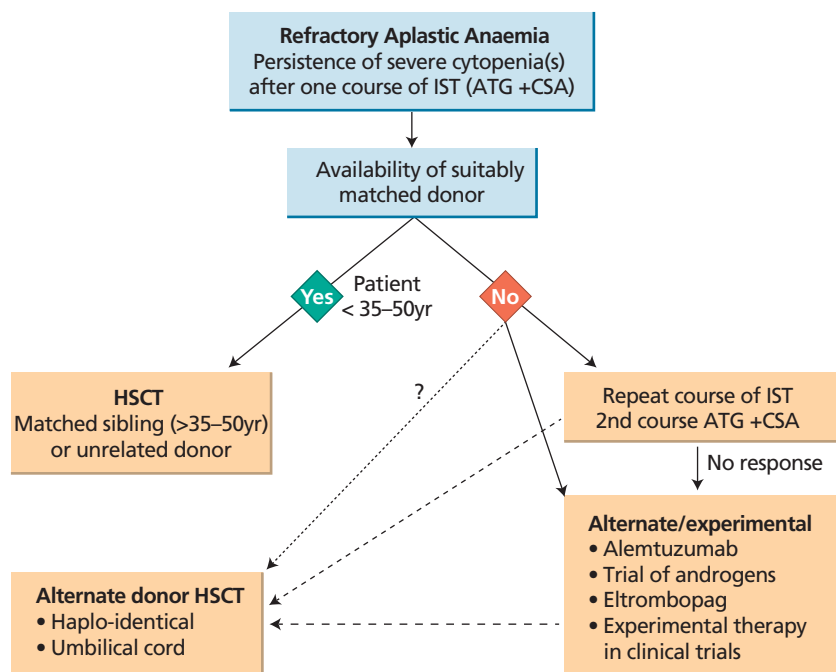 Refractory Aplastic Anaemia
Persistence of severe cytopenia(s)
after one course of IST (ATG +CSA)
Availability of suitably
matched donor
Yes
Patient
< 35–50yr
No
HSCT
Matched sibling (>35–50yr)
or unrelated donor
?
Repeat course of IST
2nd course ATG +CSA
No response
Alternate/experimental
• Alemtuzumab
• Trial of androgens
• Eltrombopag
• Experimental therapy
in clinical trials
Alternate donor HSCT
• Haplo-identical
• Umbilical cord